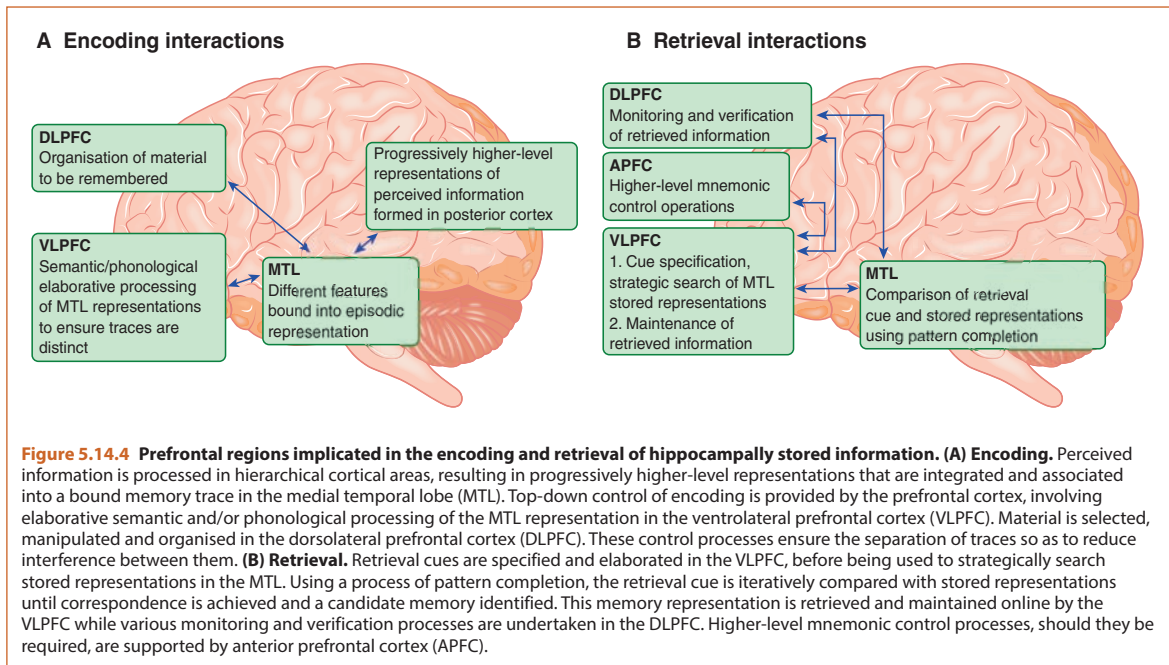 A Encoding interactions
DLPFC
Organisation of material
to be remembered
Progressively higher-level
representations of
perceived information
formed in posterior cortex
VLPFC
Semantic/phonological
elaborative processing
of MTL representations
to ensure traces are
distinct
MTL
Different features
bound into episodic
representation
B Retrieval interactions
DLPFC
Monitoring and verification
of retrieved information
APFC
Higher-level mnemonic
control operations
VLPFC
1. Cue specification,
strategic search of MTL
stored representations
2. Maintenance of
retrieved information
MTL
Comparison of retrieval
cue and stored representations
using pattern completion
Figure 5.14.4 Prefrontal regions implicated in the encoding and retrieval of hippocampally stored information. (A) Encoding. Perceived
information is processed in hierarchical cortical areas, resulting in progressively higher-level representations that are integrated and associated
into a bound memory trace in the medial temporal lobe (MTL). Top-down control of encoding is provided by the prefrontal cortex, involving
elaborative semantic and/or phonological processing of the MTL representation in the ventrolateral prefrontal cortex (VLPFC). Material is selected,
manipulated and organised in the dorsolateral prefrontal cortex (DLPFC). These control processes ensure the separation of traces so as to reduce
interference between them. (B) Retrieval. Retrieval cues are specified and elaborated in the VLPFC, before being used to strategically search
stored representations in the MTL. Using a process of pattern completion, the retrieval cue is iteratively compared with stored representations
until correspondence is achieved and a candidate memory identified. This memory representation is retrieved and maintained online by the
VLPFC while various monitoring and verification processes are undertaken in the DLPFC. Higher-level mnemonic control processes, should they be
required, are supported by anterior prefrontal cortex (APFC).